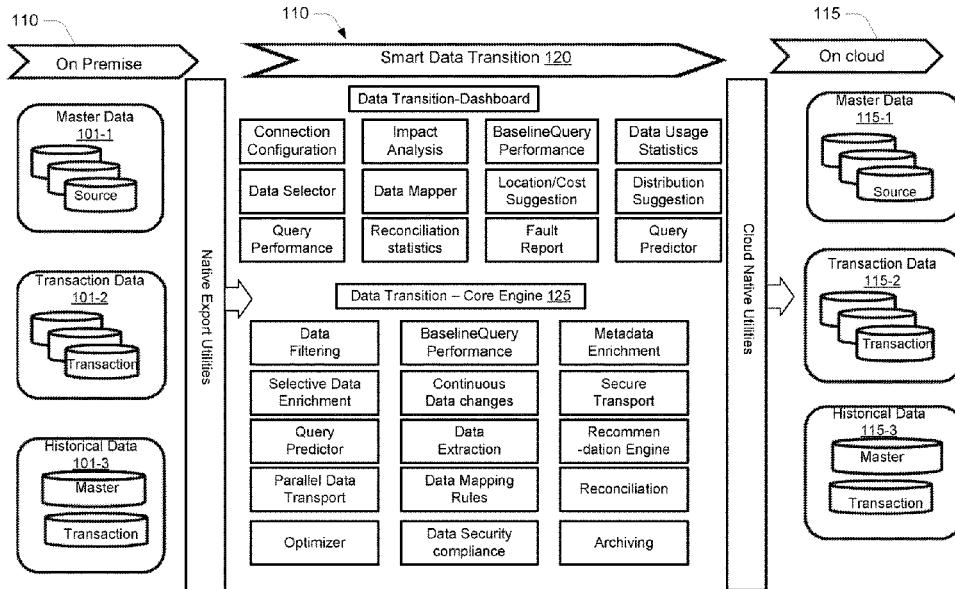 110
110
115
On Premise
Smart Data Transition 120
On cloud
Master Data
101-1
Source
Transaction Data
101-2
Transaction
Historical Data
101-3
Master
Transaction
Native Export Utilities
Data Transition-Dashboard
Connection
Configuration
Impact
Analysis
BaselineQuery
Performance
Data Usage
Statistics
Data Selector
Data Mapper
Location/Cost
Suggestion
Distribution
Suggestion
Query
Performance
Reconciliation
statistics
Fault
Report
Query
Predictor
Data Transition – Core Engine 125
Data
Filtering
BaselineQuery
Performance
Metadata
Enrichment
Selective Data
Enrichment
Continuous
Data changes
Secure
Transport
Query
Predictor
Data
Extraction
Recommen
-dation Engine
Parallel Data
Transport
Data Mapping
Rules
Reconciliation
Optimizer
Data Security
compliance
Archiving
Cloud Native Utilities
Master Data
115-1
Source
Transaction Data
115-2
Transaction
Historical Data
115-3
Master
Transaction